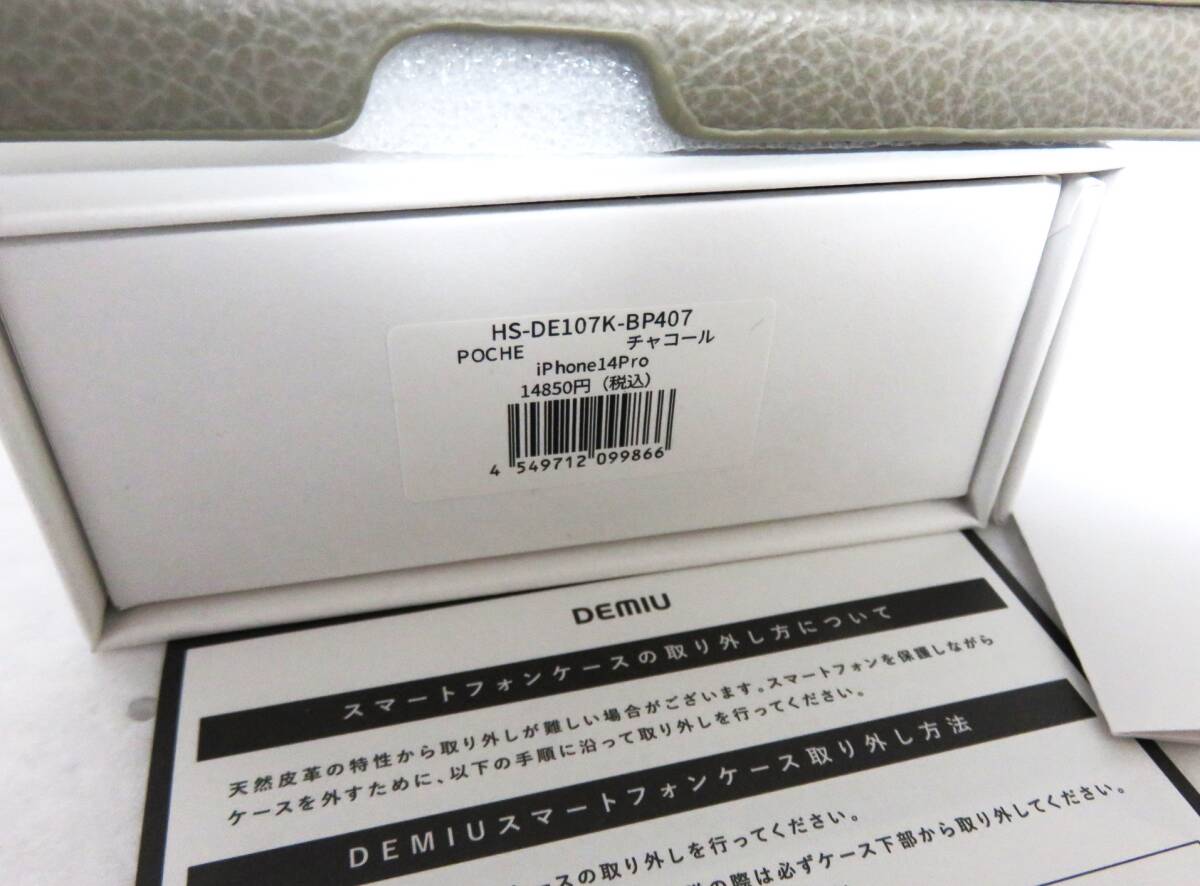 HS-DE107K-BP407
POCHE チャコール
iPhone14Pro
14850円（税込）
4 549712 099866
DEMIU
スマートフォンケースの取り外し方について
天然皮革の特性から取り外しが難しい場合がございます。スマートフォンを保護しながら
ケースを外すために、以下の手順に沿って取り外しを行ってください。
DEMIUスマートフォンケース取り外し方法
の取り外しを行ってください。
の際は必ずケース下部から取り外してください。